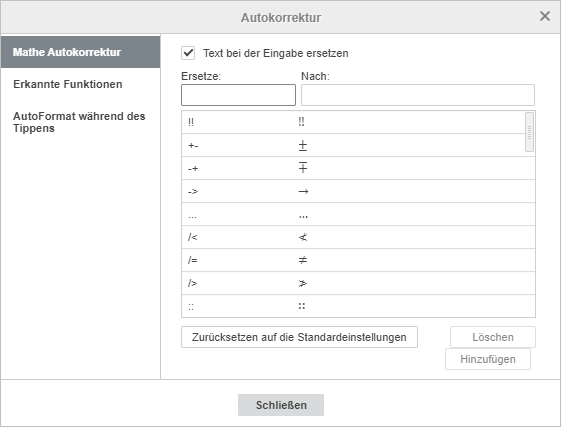 Autokorrektur
Mathe Autokorrektur
Erkannte Funktionen
AutoFormat während des
Tippens
Text bei der Eingabe ersetzen
Ersetze: Nach:
!! ‼
+- ±
-+ ∓
-> →
... …
/< ≮
/= ≠
/> ≯
:: ∷
Zurücksetzen auf die Standardeinstellungen Löschen
Hinzufügen
Schließen